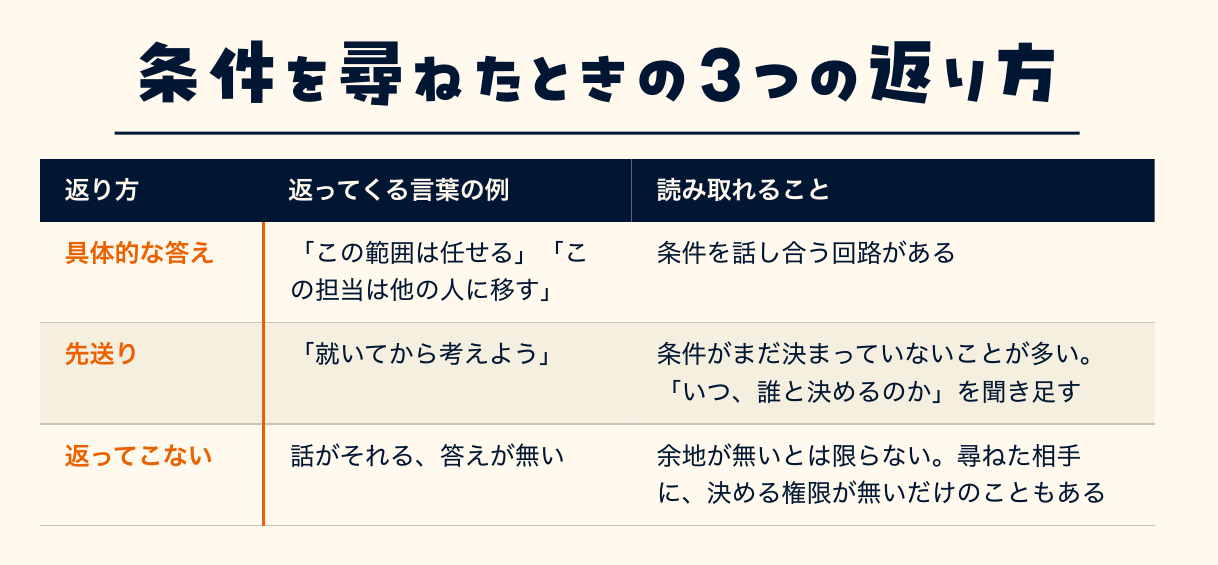 条件を尋ねたときの3つの返り方
返り方
返ってくる言葉の例
読み取れること
具体的な答え
「この範囲は任せる」「こ
の担当は他の人に移す」
条件を話し合う回路がある
先送り
「就いてから考えよう」
条件がまだ決まっていないことが多い。
「いつ、誰と決めるのか」を聞き足す
返ってこない
話がそれる、答えが無い
余地が無いとは限らない。尋ねた相手
に、決める権限が無いだけのこともある